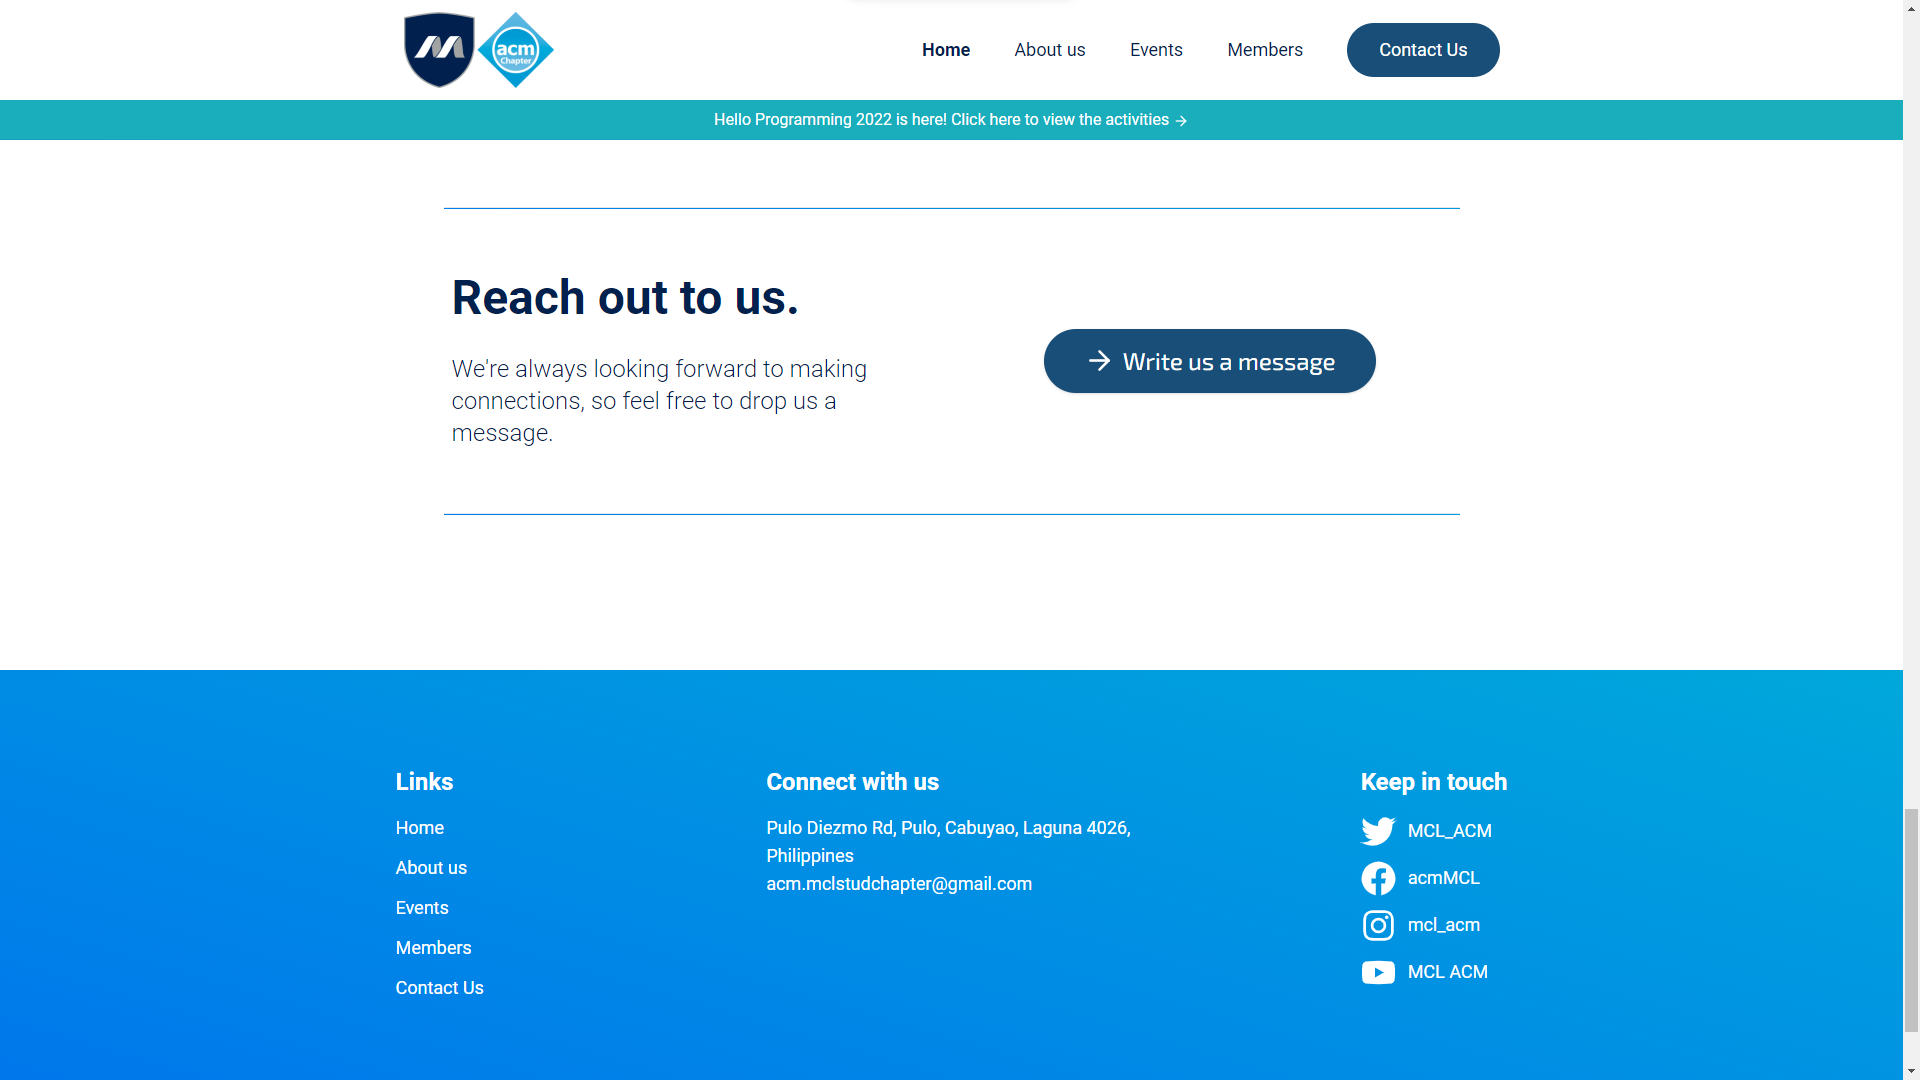 acm
Chapter
Home
About us
Events
Members
Contact Us
Hello Programming 2022 is here! Click here to view the activities →
Reach out to us.
We're always looking forward to making
connections, so feel free to drop us a
message.
→ Write us a message
Links
Home
About us
Events
Members
Contact Us
Connect with us
Pulo Diezmo Rd, Pulo, Cabuyao, Laguna 4026,
Philippines
acm.mclstudchapter@gmail.com
Keep in touch
MCL_ACM
acmMCL
mcl_acm
MCL ACM